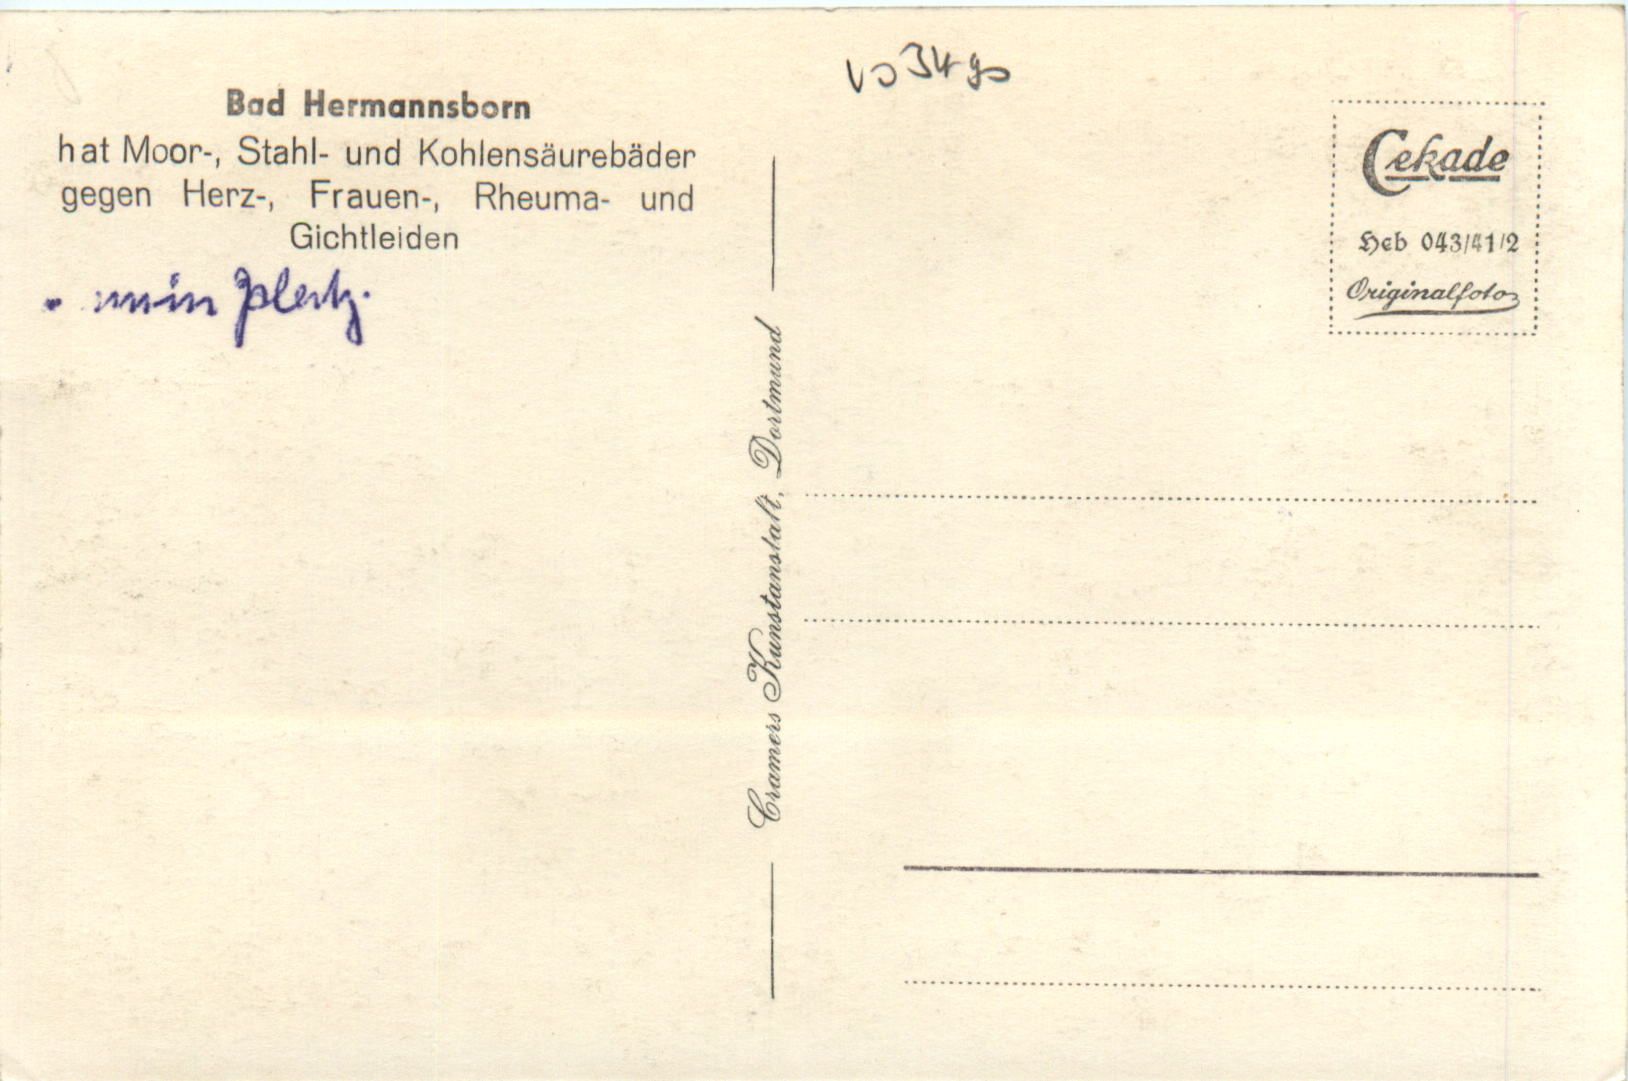 Bad Hermannsborn
hat Moor-, Stahl- und Kohlensäurebäder
gegen Herz-, Frauen-, Rheuma- und
Gichtleiden
mein
Cramers Kunstanstalt, Dortmund
Cekade
Heb 043/41/2
Originalfoto